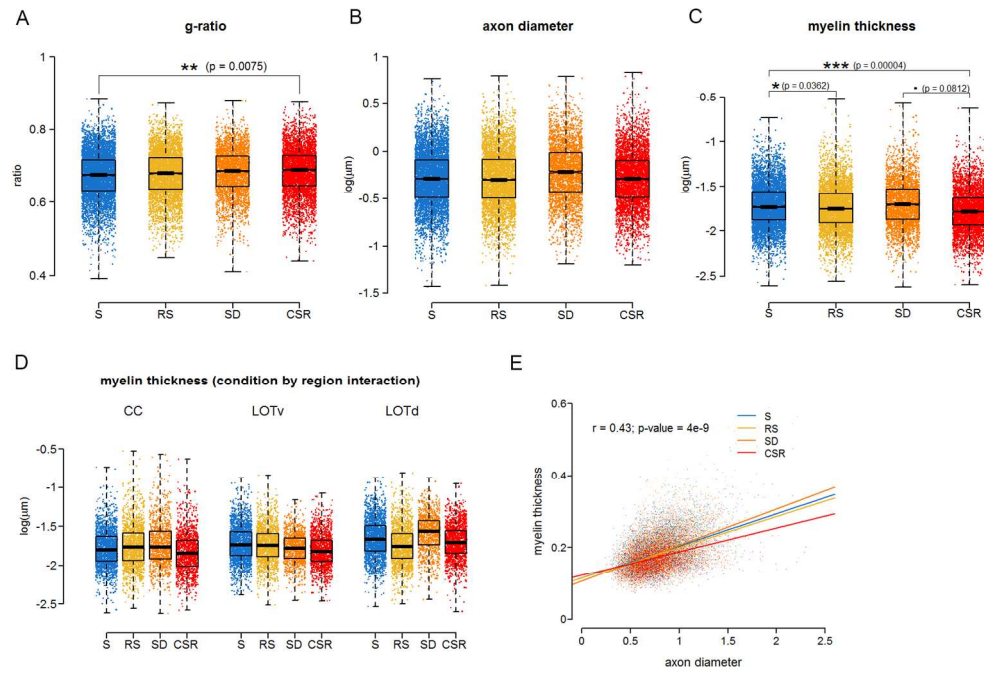 A
g-ratio
** (p = 0.0075)
1
0.8
0.6
0.4
ratio
S
RS
SD
CSR
B
axon diameter
1
0.5
0
-0.5
-1
-1.5
log(um)
S
RS
SD
CSR
C
myelin thickness
*** (p = 0.00004)
* (p = 0.0362)
• (p = 0.0812)
-0.5
-1
-1.5
-2
-2.5
log(um)
S
RS
SD
CSR
D
myelin thickness (condition by region interaction)
CC
LOTv
LOTd
-0.5
-1
-1.5
-2
-2.5
log(um)
S RS SD CSR
S RS SD CSR
S RS SD CSR
E
r = 0.43; p-value = 4e-9
S
RS
SD
CSR
0.6
0.4
0.2
0
myelin thickness
0 0.5 1 1.5 2 2.5
axon diameter